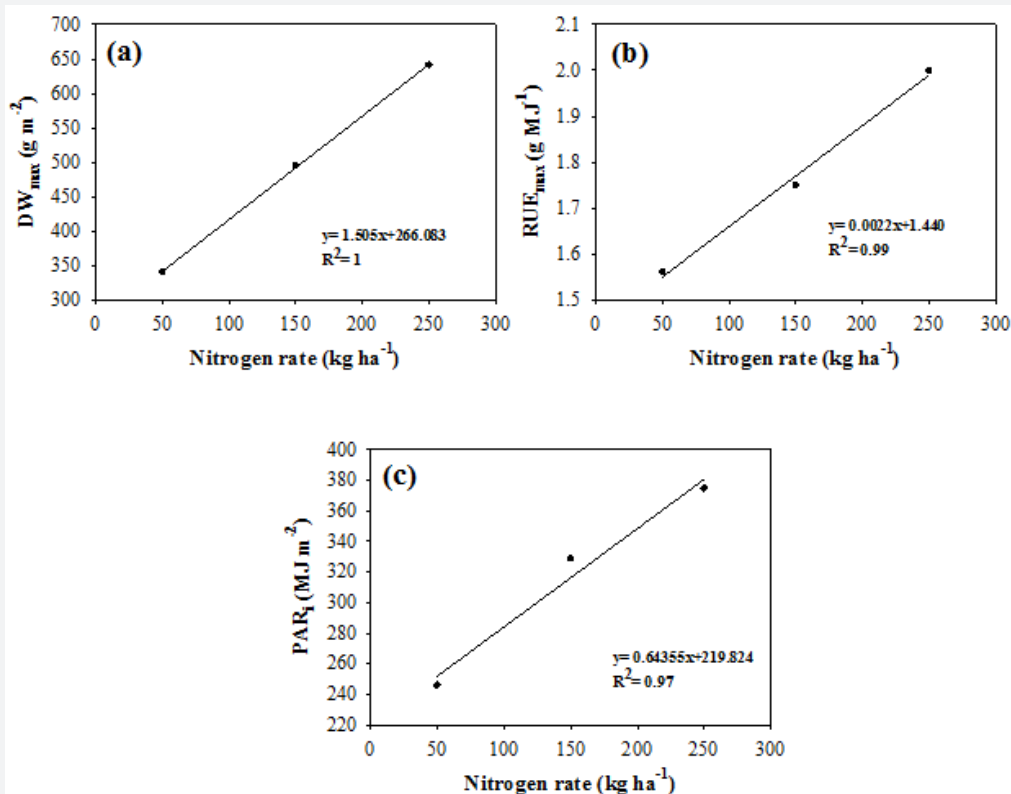 (a)
DWmax (g m-2)
700
650
600
550
500
450
400
350
300
y= 1.505x+266.083
R2= 1
0 50 100 150 200 250 300
Nitrogen rate (kg ha-1)
(b)
RUEmax (g MJ-1)
2.1
2.0
1.9
1.8
1.7
1.6
1.5
y= 0.0022x+1.440
R2= 0.99
0 50 100 150 200 250 300
Nitrogen rate (kg ha-1)
(c)
PARi (MJ m-2)
400
380
360
340
320
300
280
260
240
220
y= 0.64355x+219.824
R2= 0.97
0 50 100 150 200 250 300
Nitrogen rate (kg ha-1)